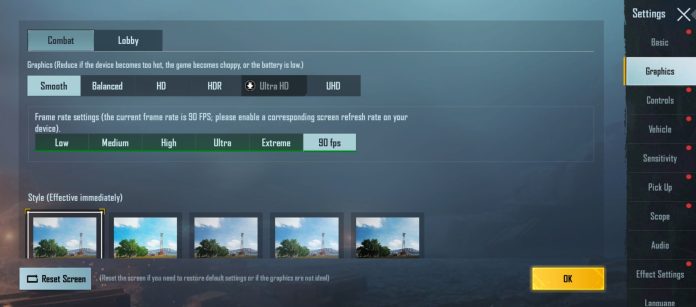 Settings
Combat
Lobby
Basic
Graphics (Reduce if the device becomes too hot, the game becomes choppy, or the battery is low.)
Graphics
Smooth
Balanced
HD
HDR
Ultra HD
UHD
Controls
Frame rate settings (the current frame rate is 90 FPS; please enable a corresponding screen refresh rate on your
device).
Vehicle
Low
Medium
High
Ultra
Extreme
90 fps
Sensitivity
Pick Up
Style (Effective immediately)
Scope
Audio
Reset Screen
(Reset the screen if you need to restore default settings or if the graphics are not ideal)
OK
Effect Settings
Language